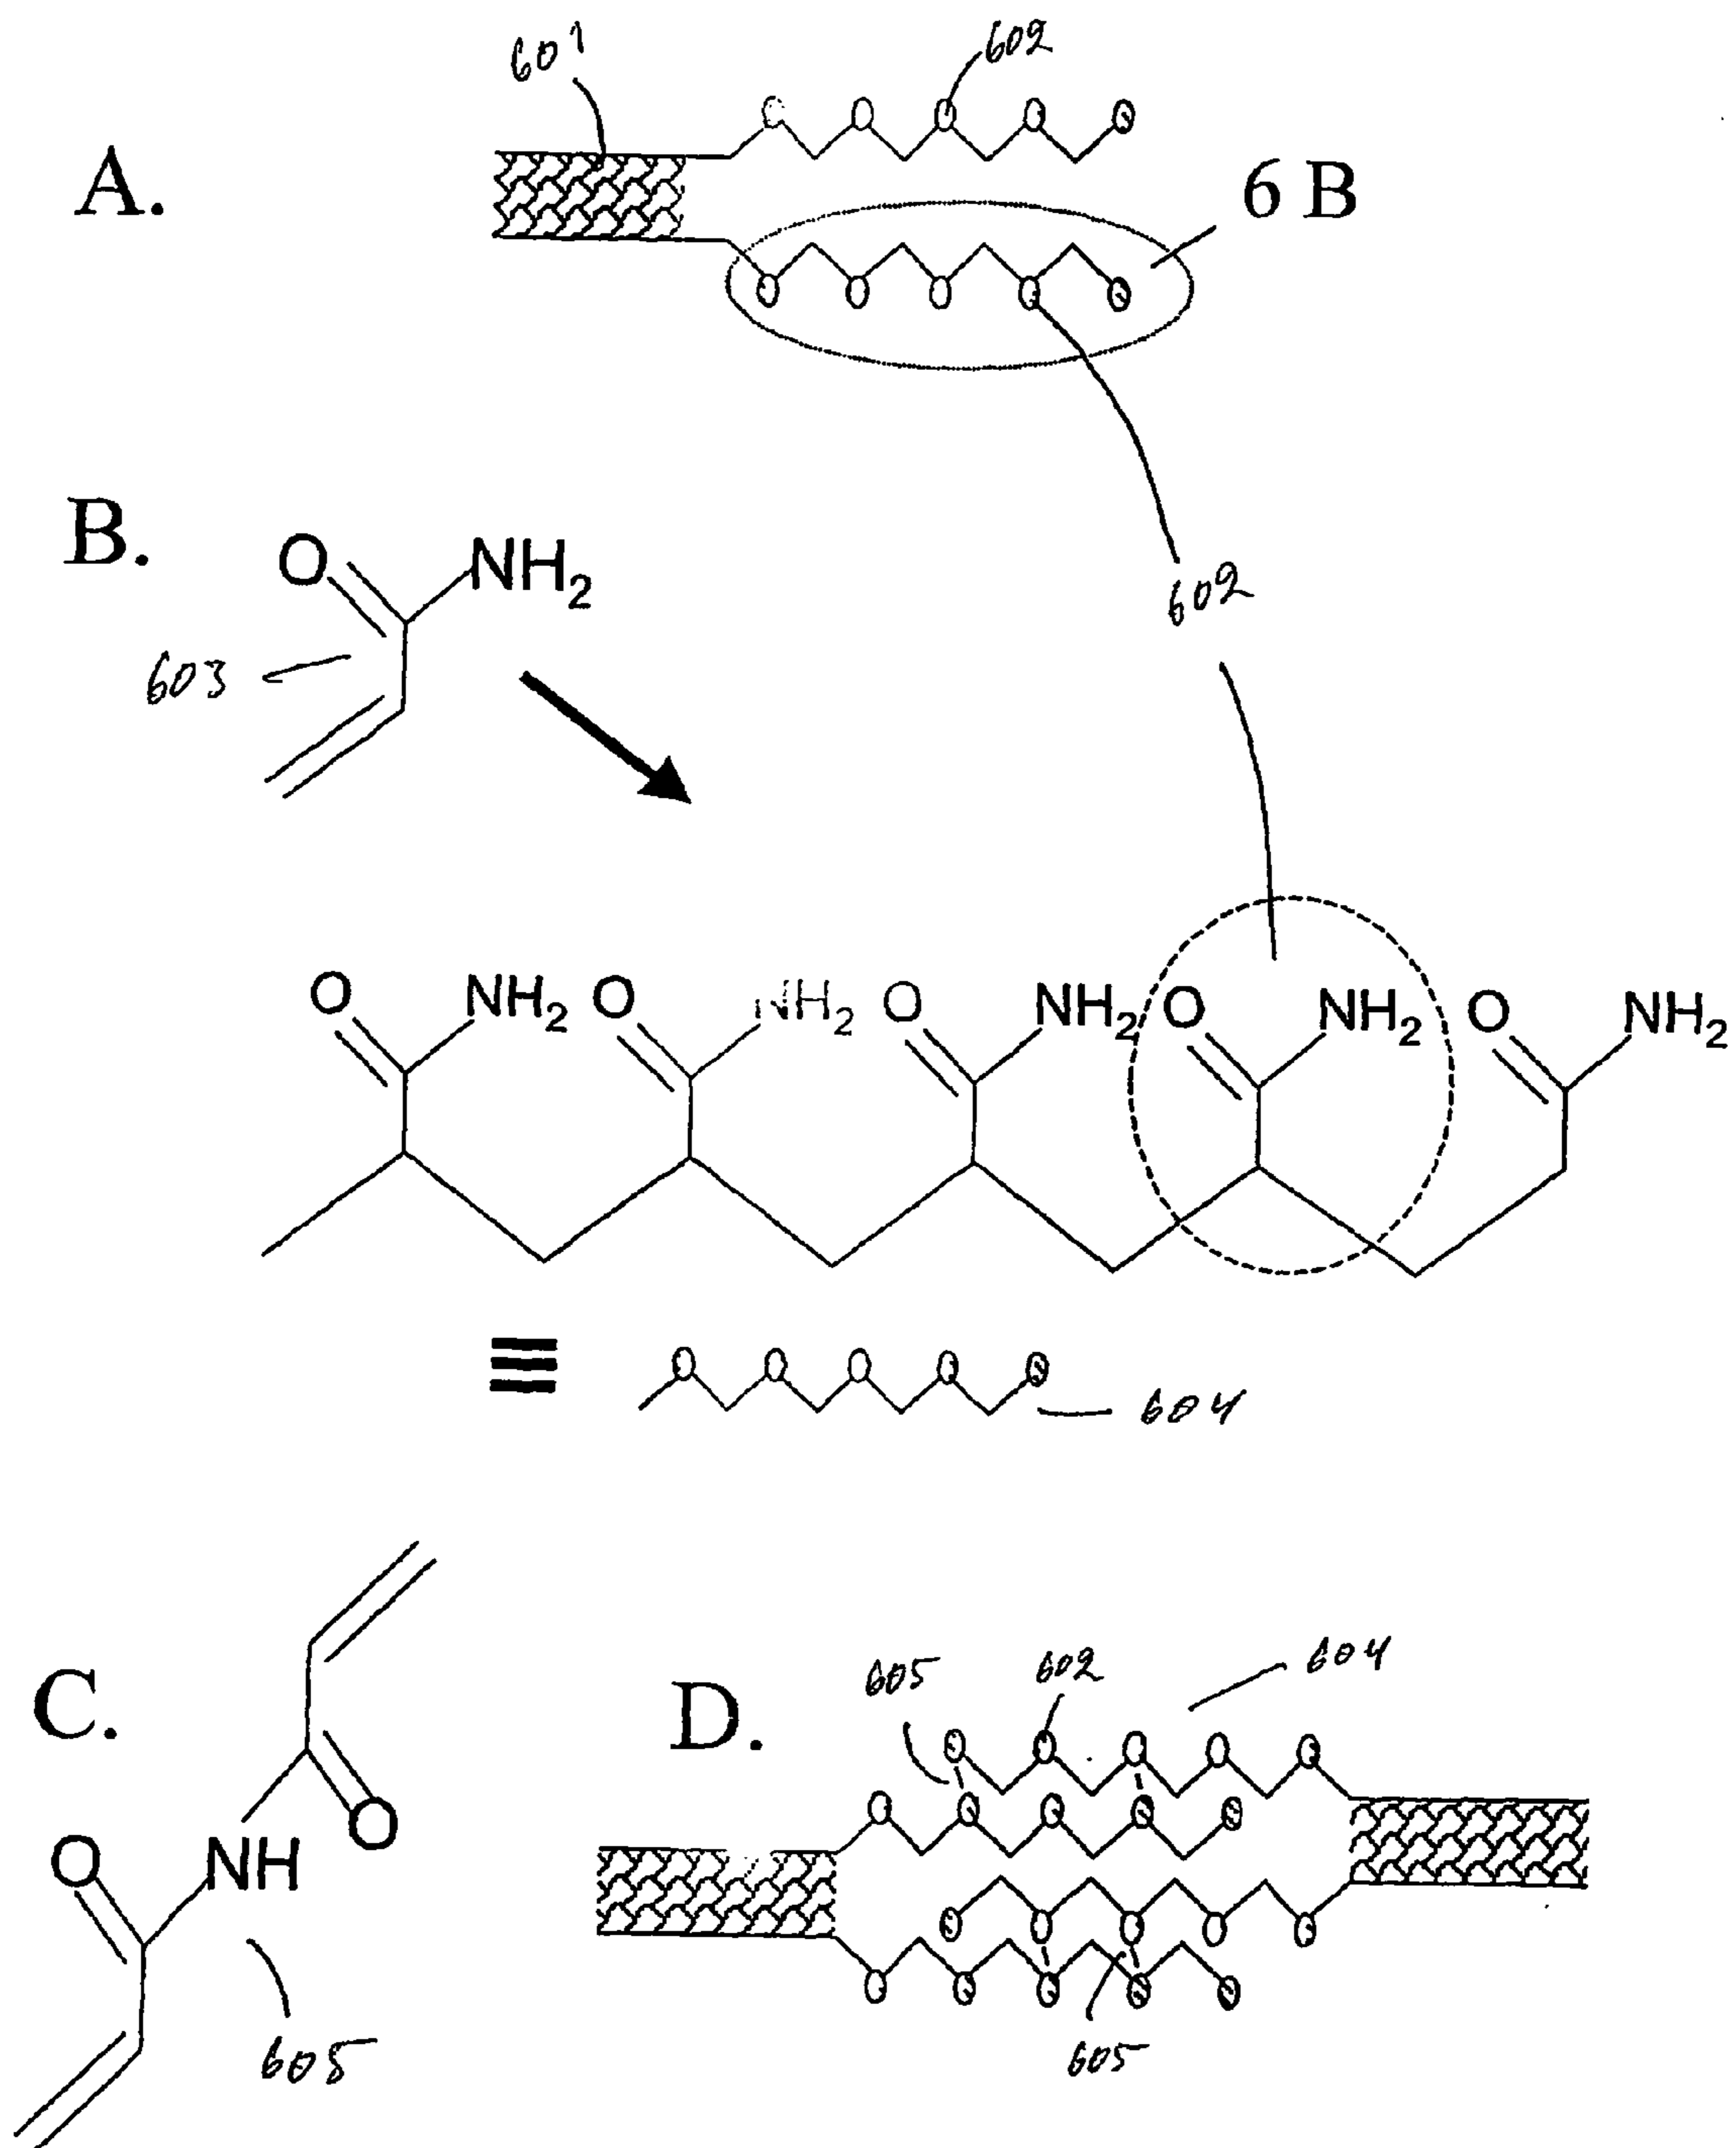 601
602
A.
6 B
B.
O NH2
602
603
O NH2 O NH2 O NH2 O NH2 O NH2
≡
604
C.
D.
605 602 604
O
O NH
605
605